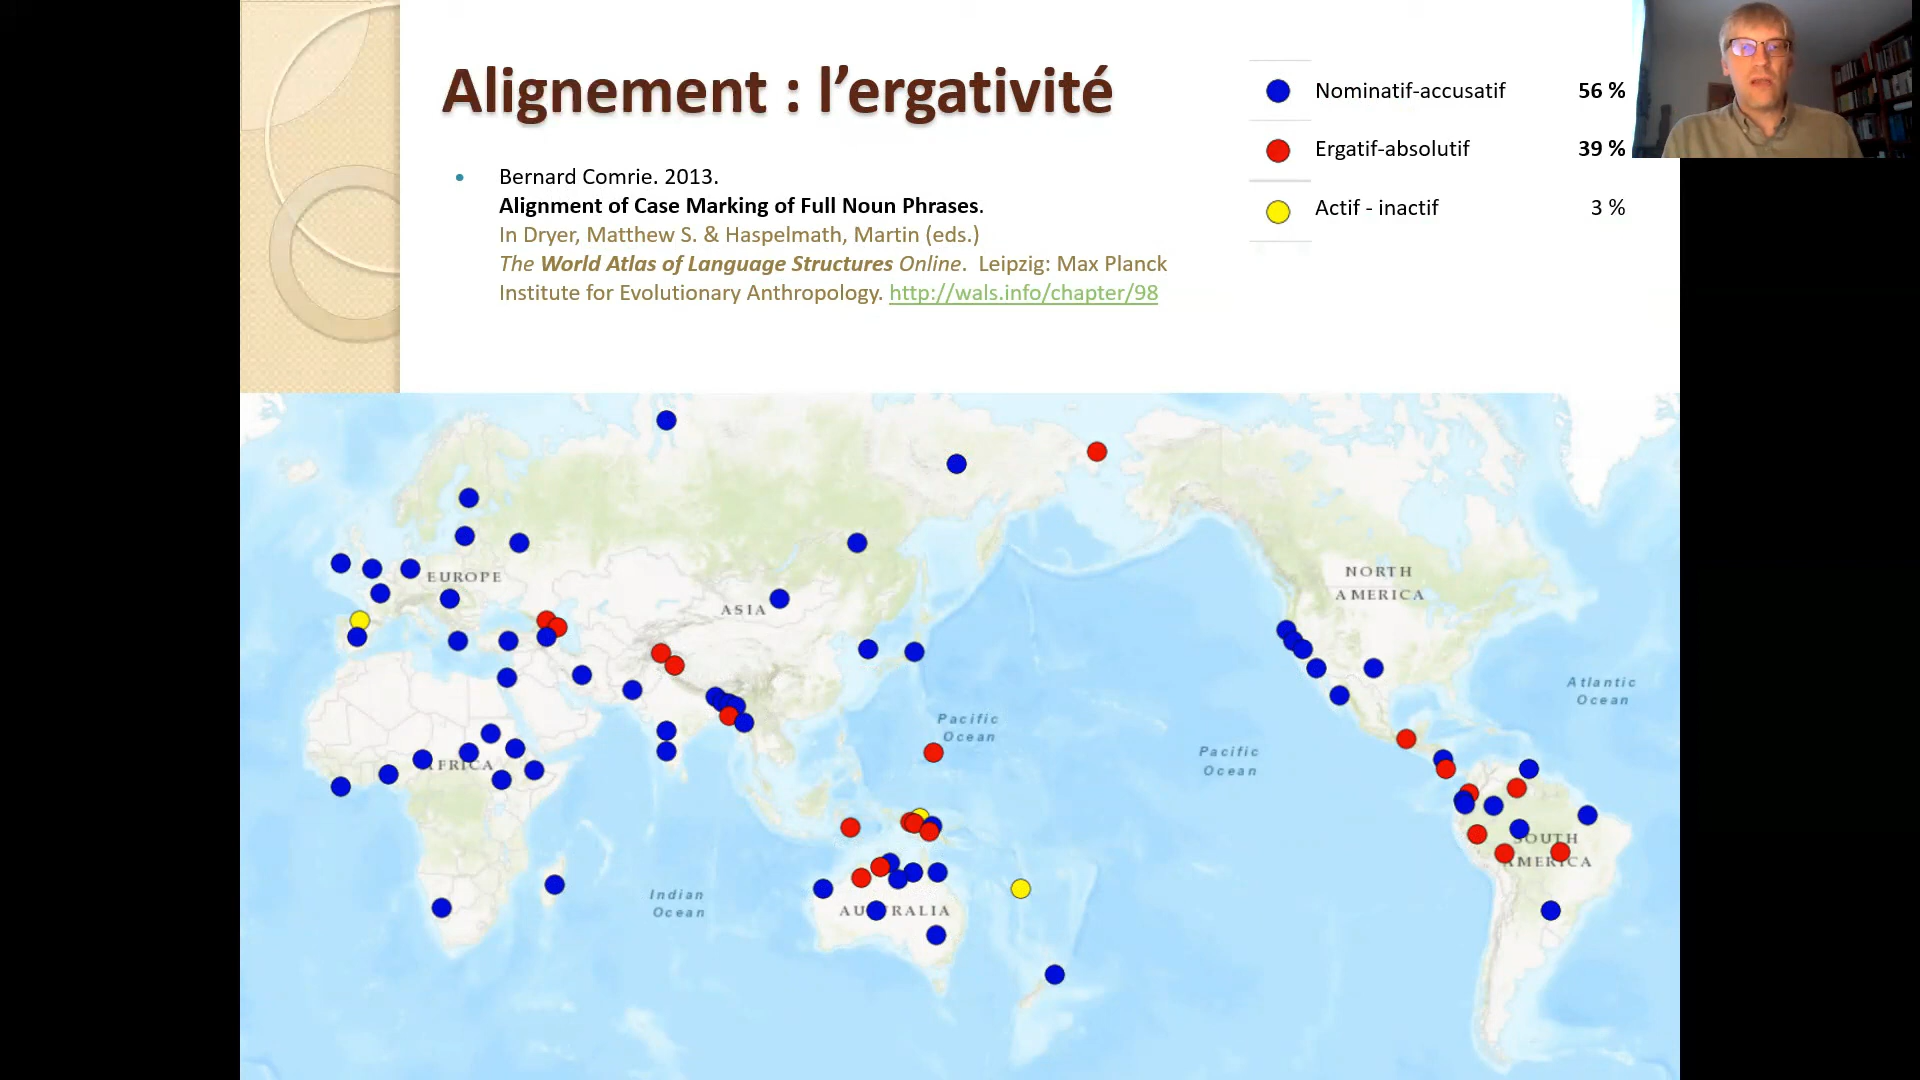 Alignement : l’ergativité
• Bernard Comrie. 2013.
Alignment of Case Marking of Full Noun Phrases.
In Dryer, Matthew S. & Haspelmath, Martin (eds.)
The World Atlas of Language Structures Online. Leipzig: Max Planck
Institute for Evolutionary Anthropology. http://wals.info/chapter/98
Nominatif-accusatif 56 %
Ergatif-absolutif 39 %
Actif - inactif 3 %
EUROPE
ASIA
NORTH
AMERICA
Atlantic
Ocean
Pacific
Ocean
Pacific
Ocean
AFRICA
SOUTH
AMERICA
Indian
Ocean
AUSTRALIA